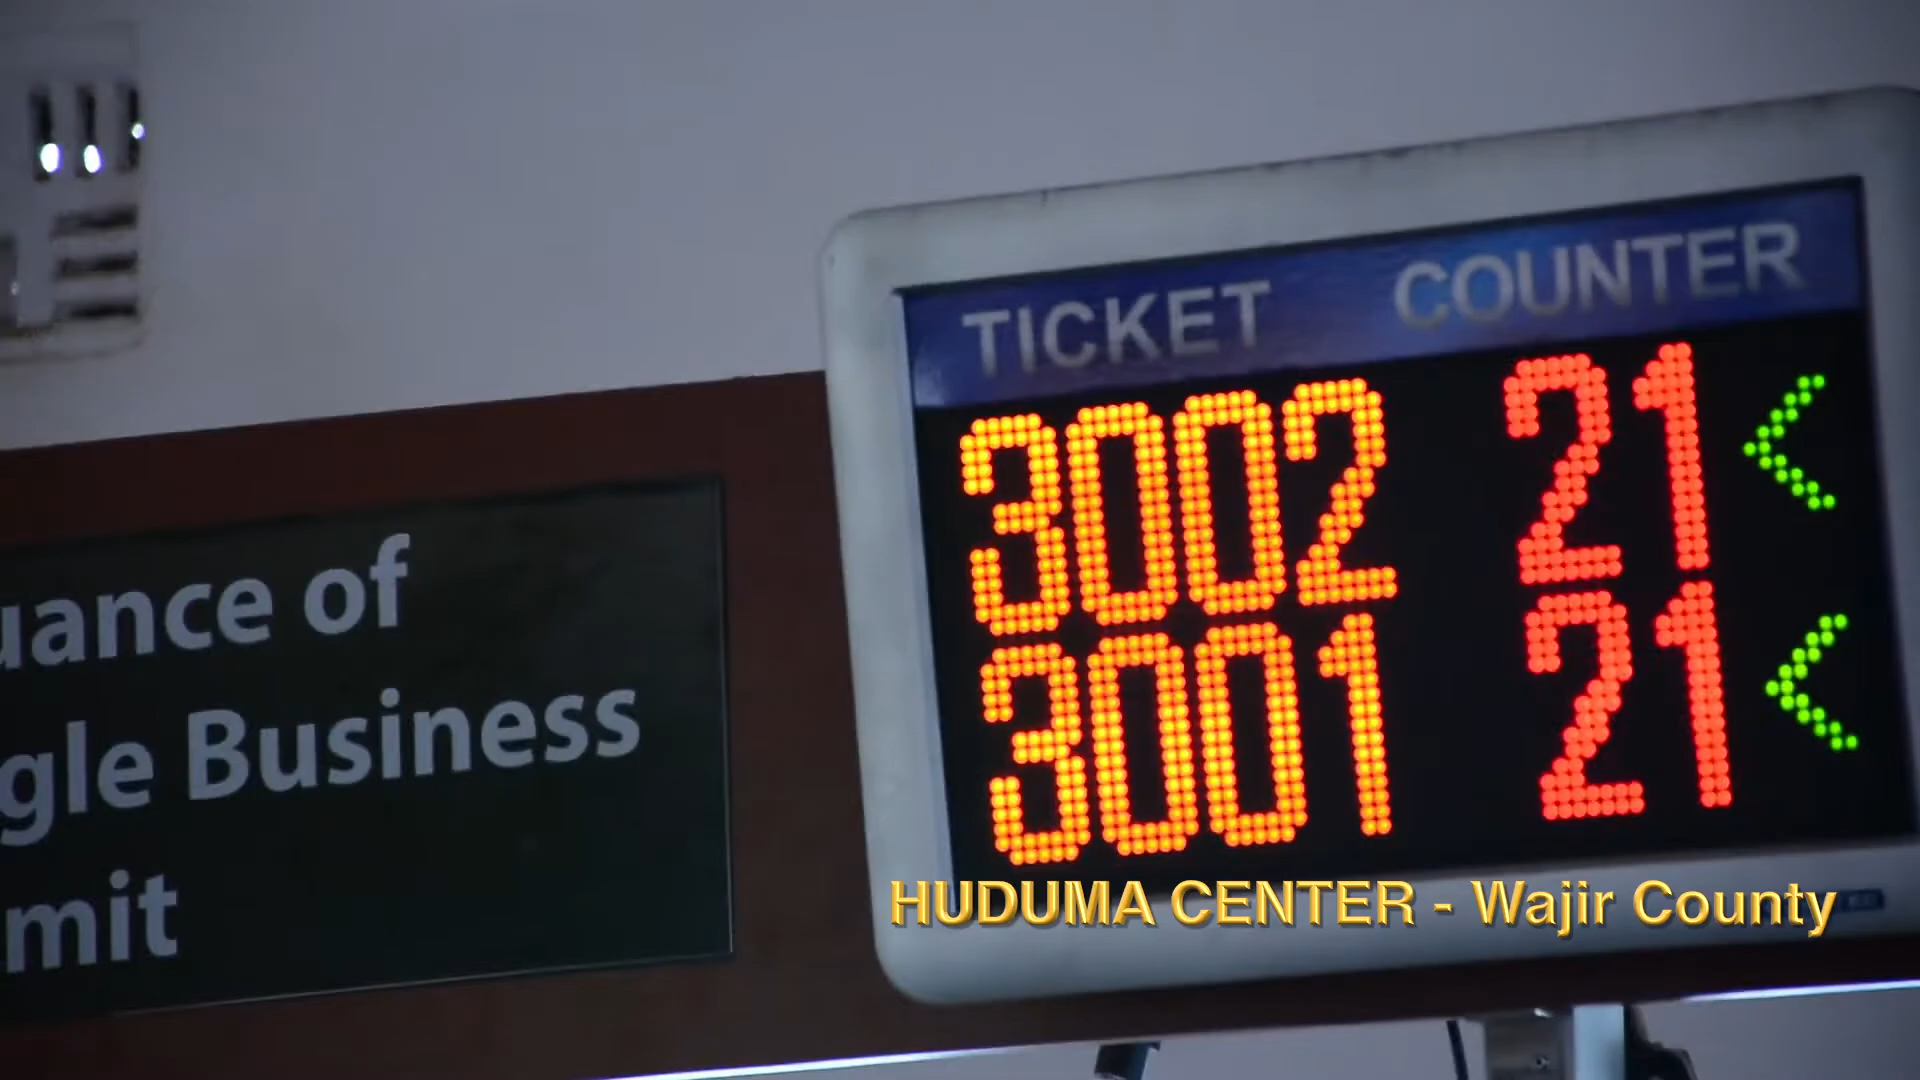 uance of
gle Business
mit
TICKET COUNTER
3002 21 <
3001 21 <
HUDUMA CENTER - Wajir County